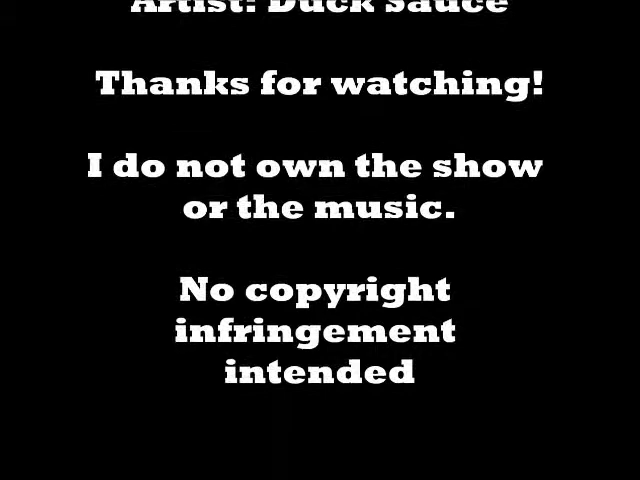 Artist: Duck Sauce
Thanks for watching!
I do not own the show
or the music.
No copyright
infringement
intended